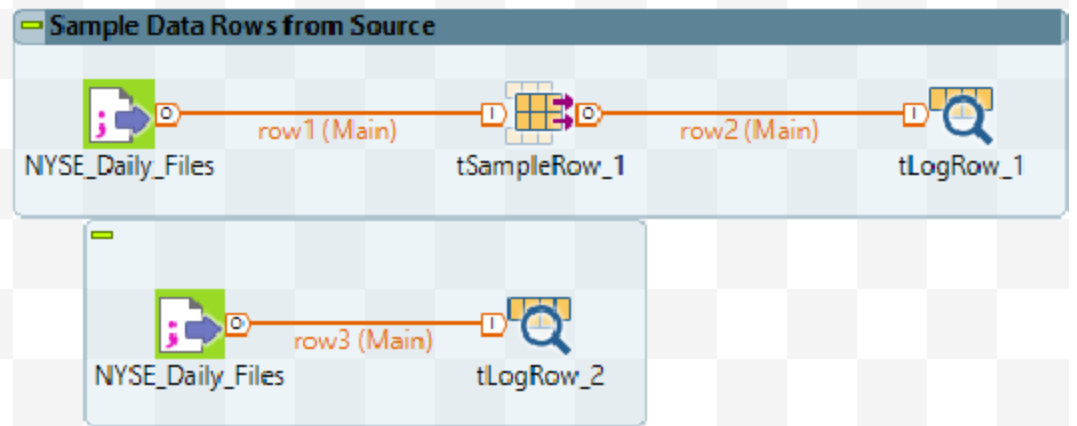 Sample Data Rows from Source
O
row1 (Main)
I
O
row2 (Main)
I
NYSE_Daily_Files
tSampleRow_1
tLogRow_1
O
row3 (Main)
I
NYSE_Daily_Files
tLogRow_2